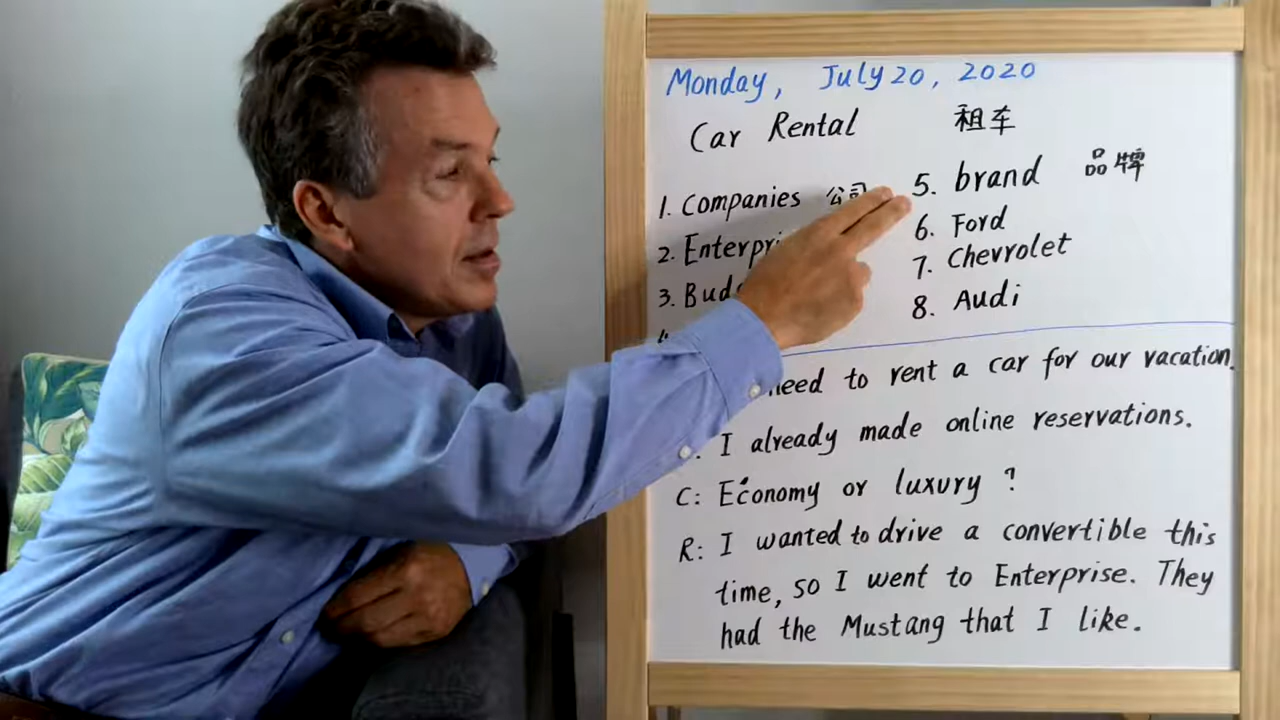 Monday, July 20, 2020
Car Rental 租车
1. Companies 公司
2. Enterpri
3. Bud
5. brand 品牌
6. Ford
7. Chevrolet
8. Audi
need to rent a car for our vacation.
I already made online reservations.
C: Economy or luxury?
R: I wanted to drive a convertible this
time, so I went to Enterprise. They
had the Mustang that I like.